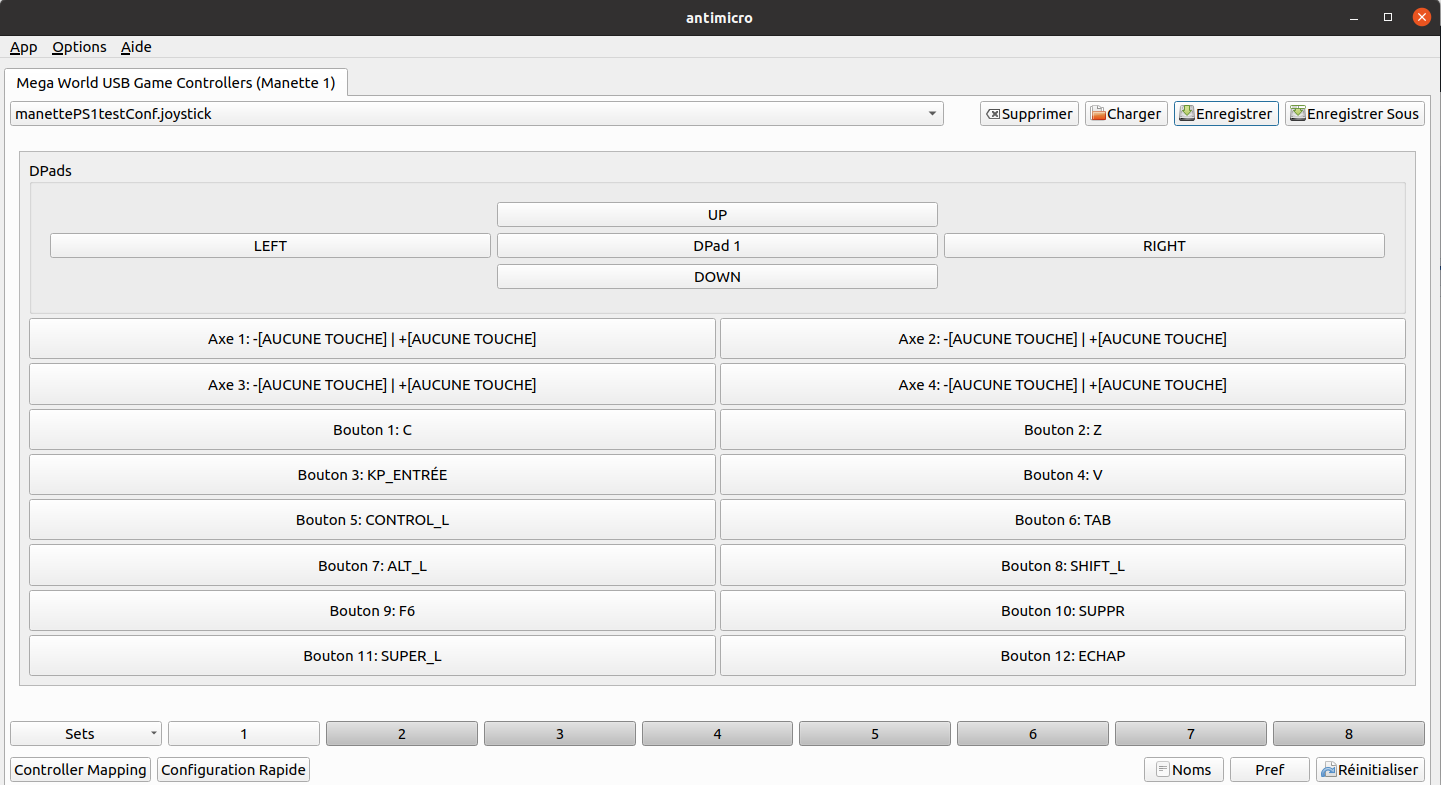 antimicro
App Options Aide
Mega World USB Game Controllers (Manette 1)
manettePS1testConf.joystick Supprimer Charger Enregistrer Enregistrer Sous
DPads
UP
LEFT DPad 1 RIGHT
DOWN
Axe 1: -[AUCUNE TOUCHE] | +[AUCUNE TOUCHE] Axe 2: -[AUCUNE TOUCHE] | +[AUCUNE TOUCHE]
Axe 3: -[AUCUNE TOUCHE] | +[AUCUNE TOUCHE] Axe 4: -[AUCUNE TOUCHE] | +[AUCUNE TOUCHE]
Bouton 1: C Bouton 2: Z
Bouton 3: KP_ENTRÉE Bouton 4: V
Bouton 5: CONTROL_L Bouton 6: TAB
Bouton 7: ALT_L Bouton 8: SHIFT_L
Bouton 9: F6 Bouton 10: SUPPR
Bouton 11: SUPER_L Bouton 12: ECHAP
Sets 1 2 3 4 5 6 7 8
Controller Mapping Configuration Rapide Noms Pref Réinitialiser